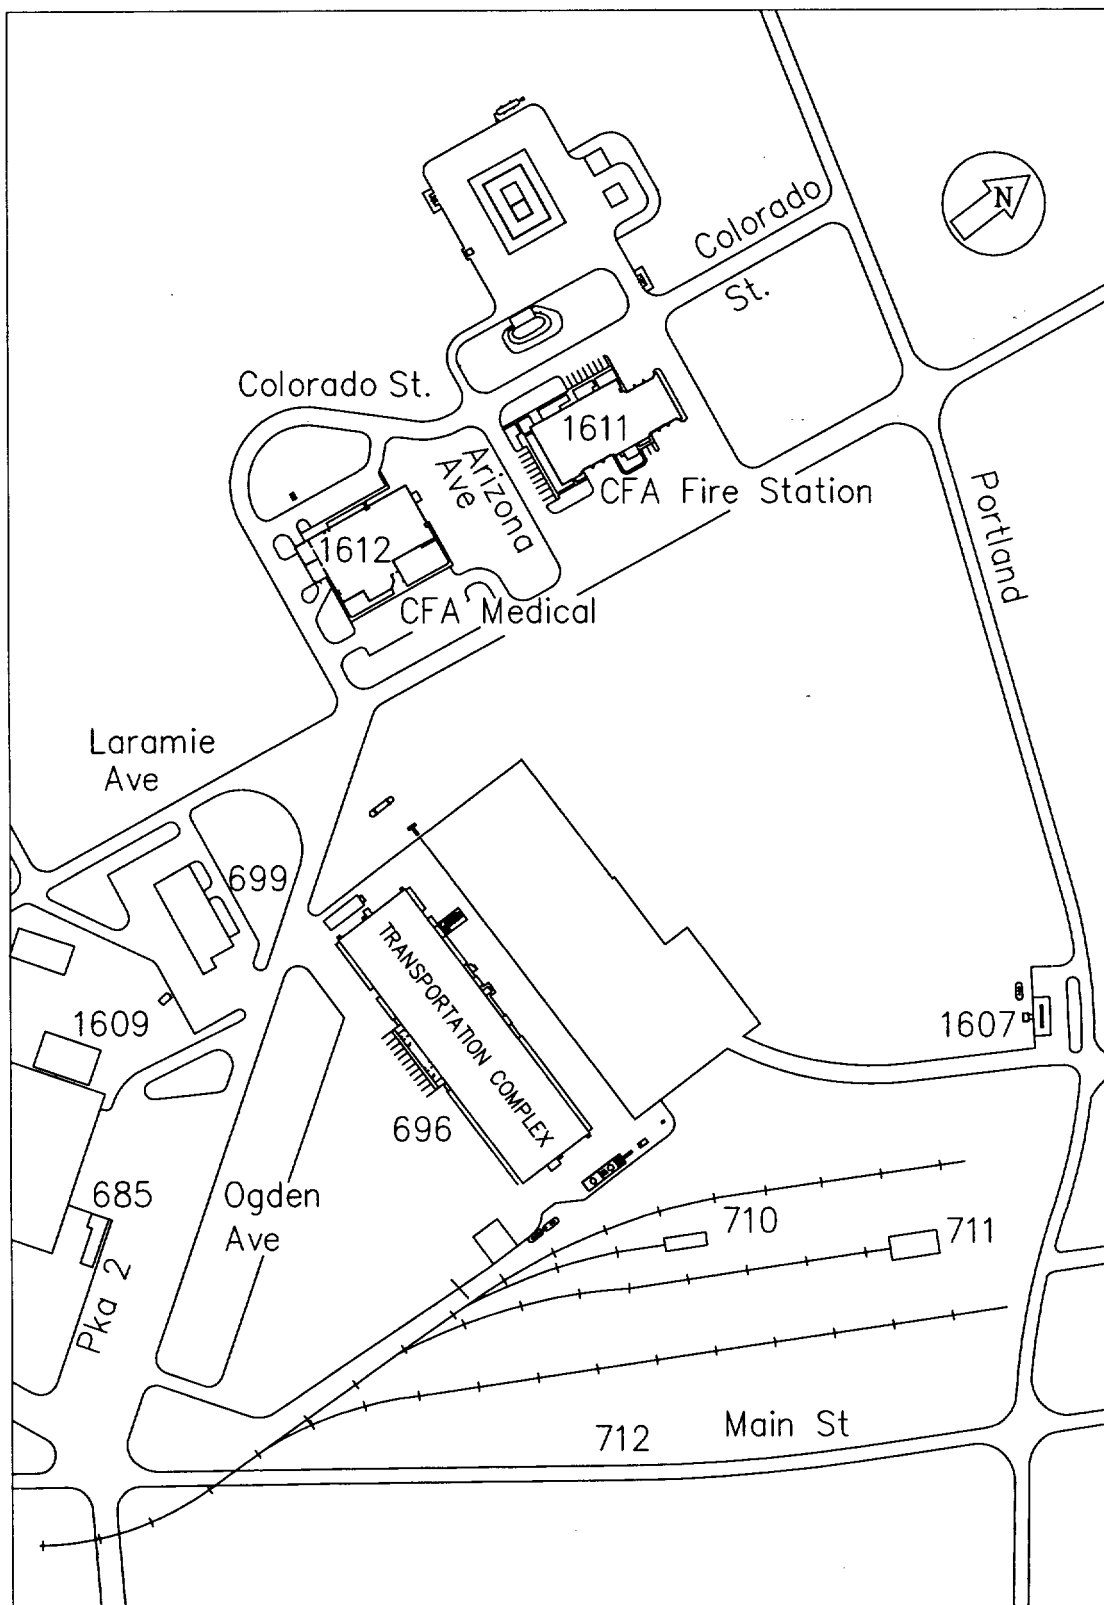 N
Colorado
St.
Colorado St.
1611
Arizona
Ave
CFA Fire Station
Portland
1612
CFA Medical
Laramie
Ave
699
TRANSPORTATION COMPLEX
1609
1607
696
685
Ogden
Ave
710
711
Pka 2
Main St
712